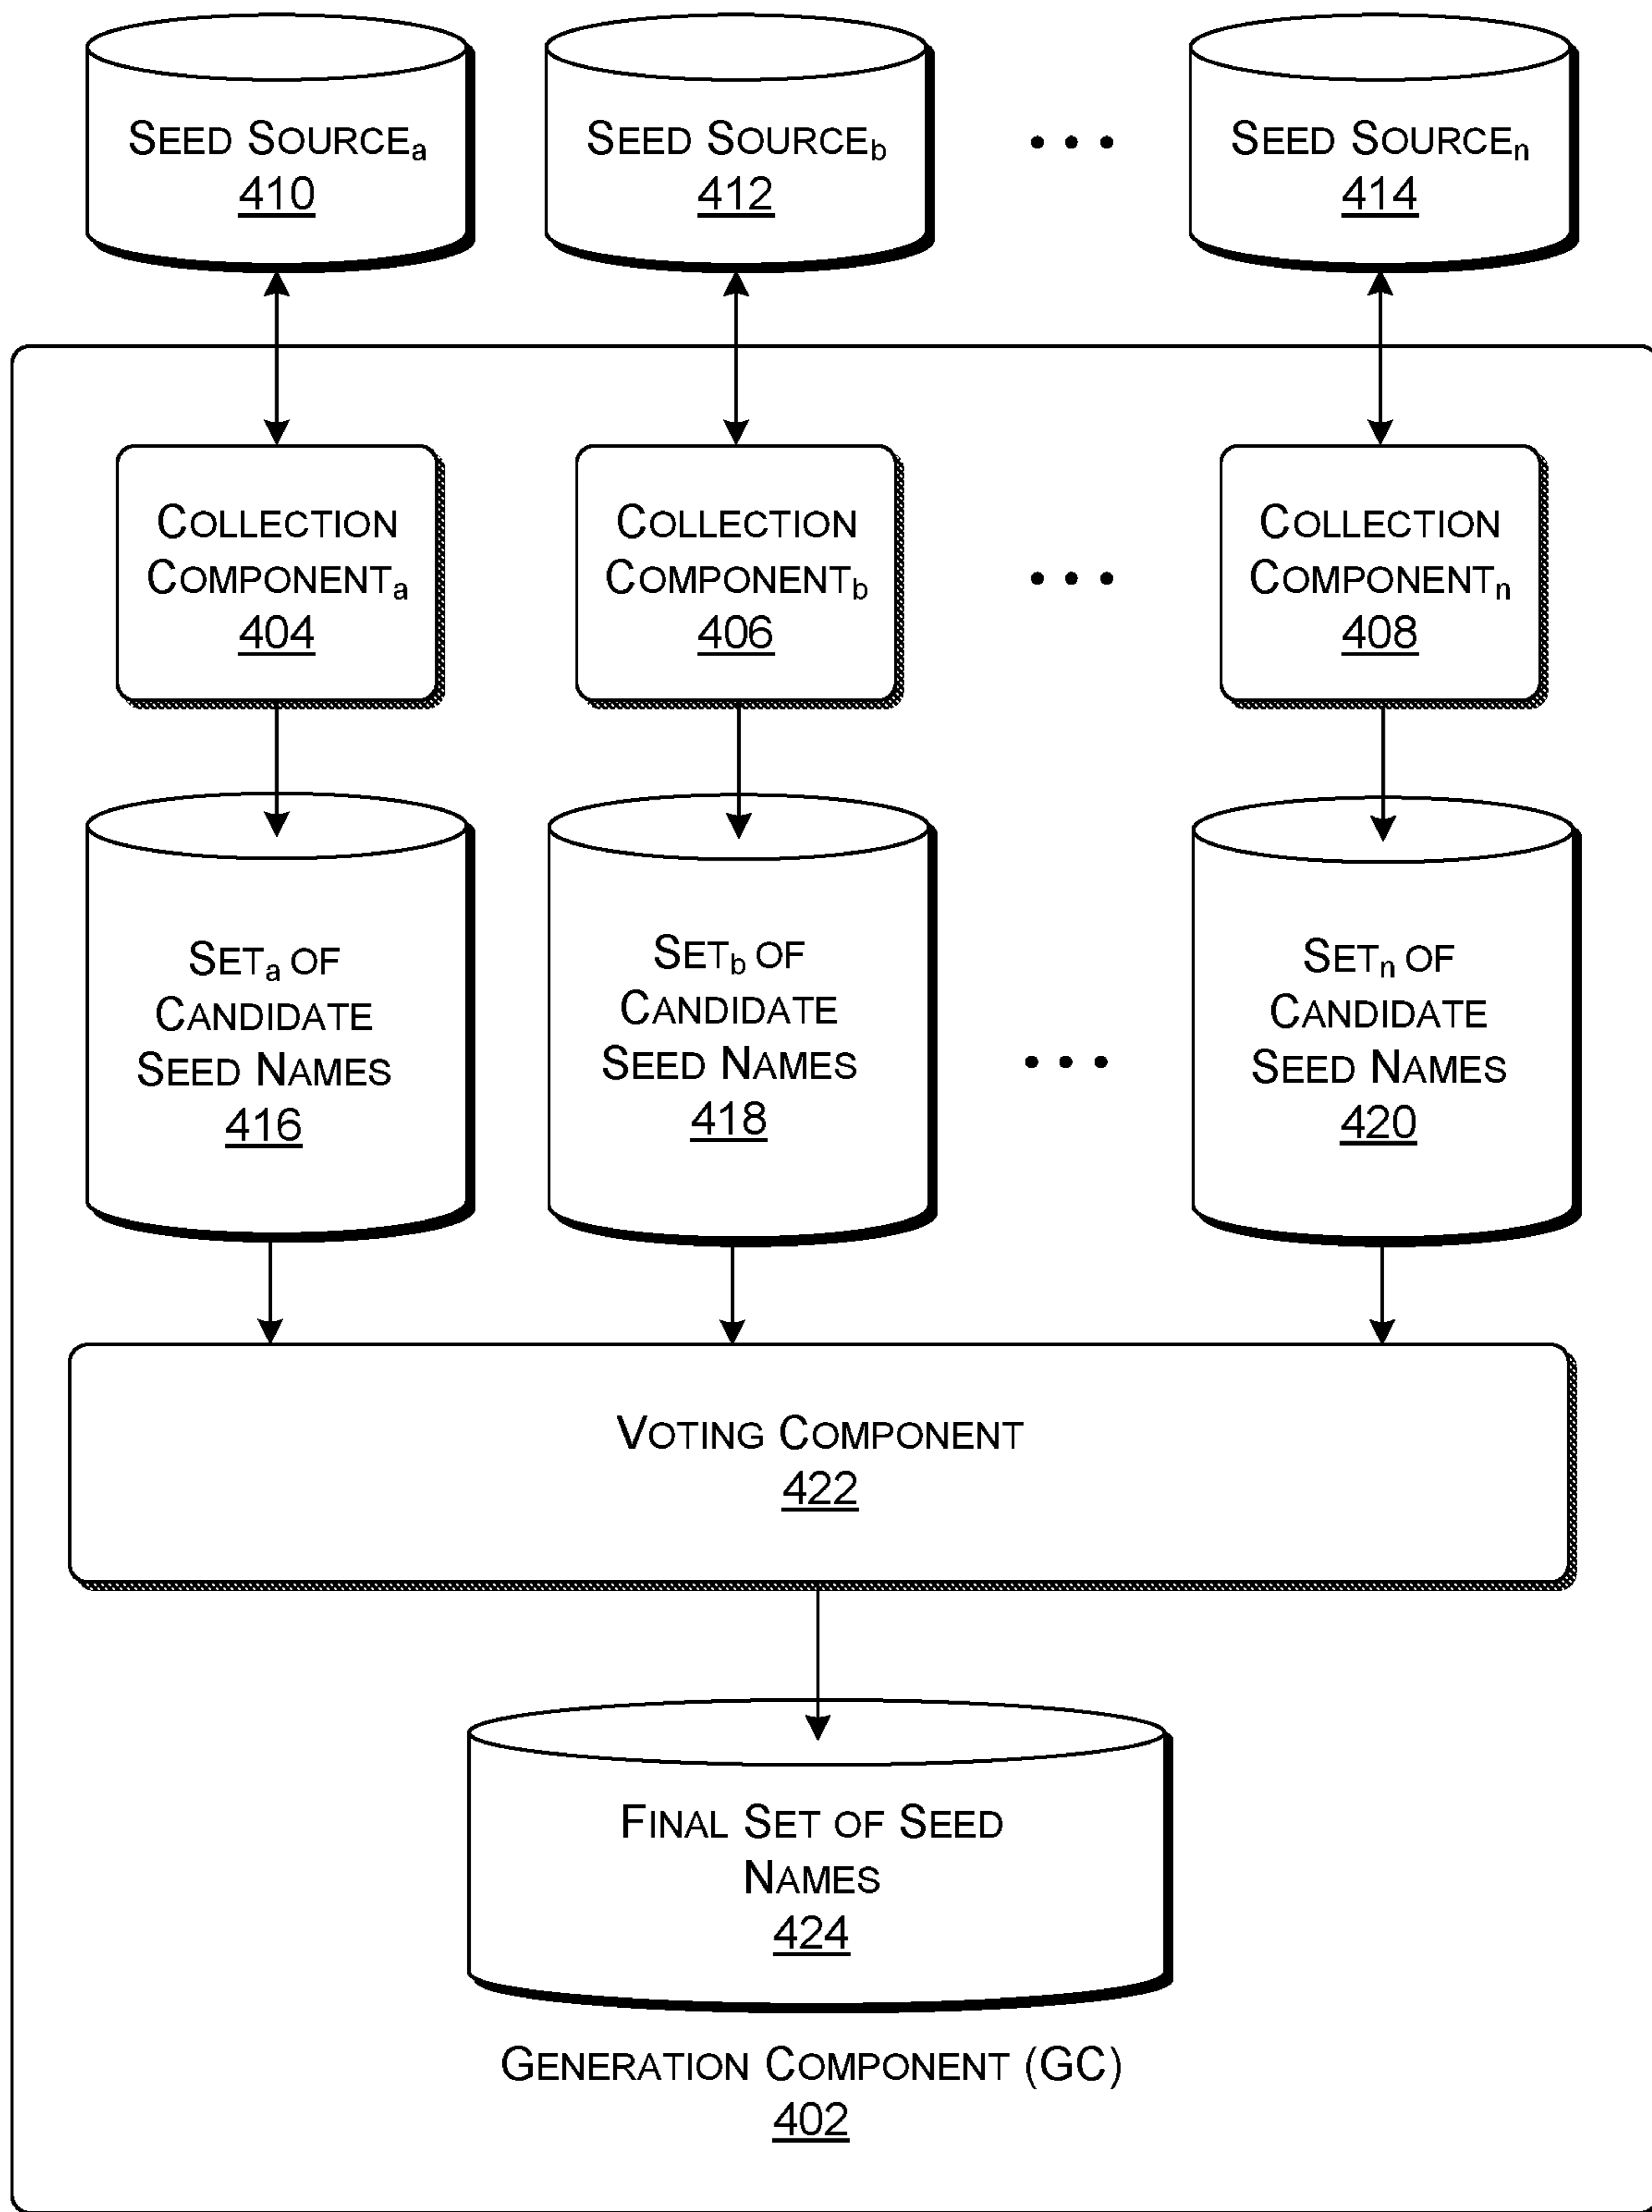 SEED SOURCEa
410
SEED SOURCEb
412
• • •
SEED SOURCEn
414
COLLECTION
COMPONENTa
404
COLLECTION
COMPONENTb
406
• • •
COLLECTION
COMPONENTn
408
SETa OF
CANDIDATE
SEED NAMES
416
SETb OF
CANDIDATE
SEED NAMES
418
• • •
SETn OF
CANDIDATE
SEED NAMES
420
VOTING COMPONENT
422
FINAL SET OF SEED
NAMES
424
GENERATION COMPONENT (GC)
402